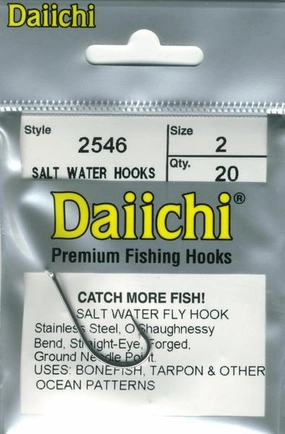 Daiichi
Style 2546 Size 2
SALT WATER HOOKS Qty. 20
Daiichi®
Premium Fishing Hooks
CATCH MORE FISH!
SALT WATER FLY HOOK
Stainless Steel, O'Shaughnessy
Bend, Straight-Eye, Forged,
Ground Needle Point.
USES: BONEFISH, TARPON & OTHER
OCEAN PATTERNS